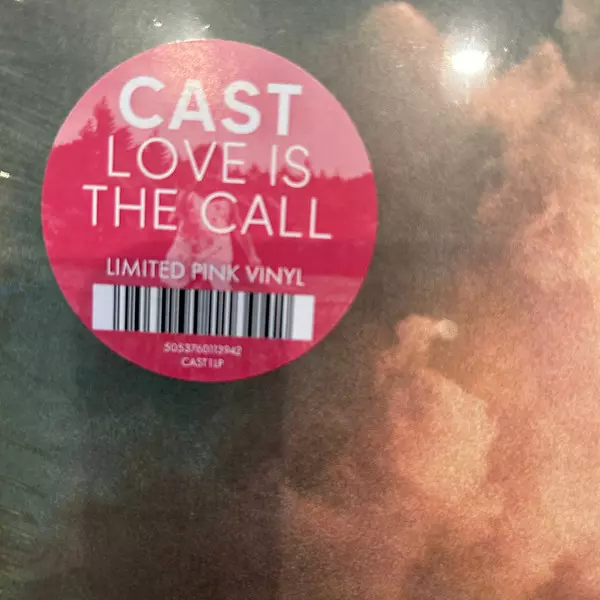 CAST
LOVE IS
THE CALL
LIMITED PINK VINYL
5053760113942
CAST1LP